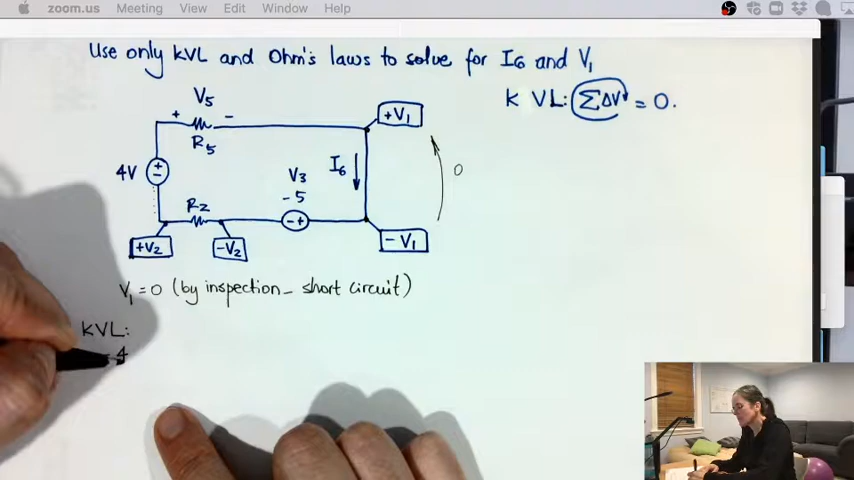 zoom.us Meeting View Edit Window Help
Use only KVL and Ohm's laws to solve for I6 and V1
KVL: ΣΔV = 0.
V5
+ -
R5
+V1
4V
+
-
I6
V3
-5
0
R2
- +
+V2
-V2
-V1
V1 = 0 (by inspection - short circuit)
KVL:
-4